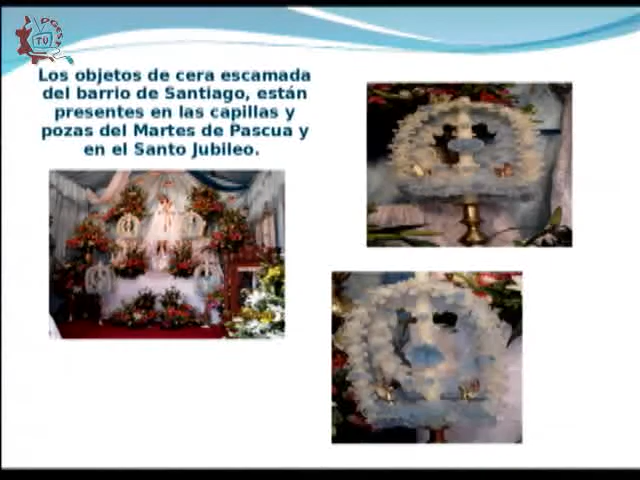 TÚ
Los objetos de cera escamada
del barrio de Santiago, están
presentes en las capillas y
pozas del Martes de Pascua y
en el Santo Jubileo.